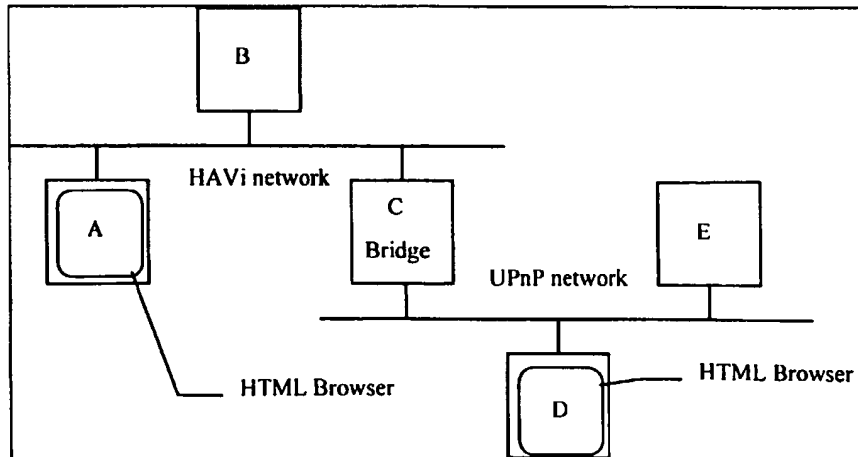 B
HAVi network
A
C
Bridge
E
UPnP network
HTML Browser
HTML Browser
D